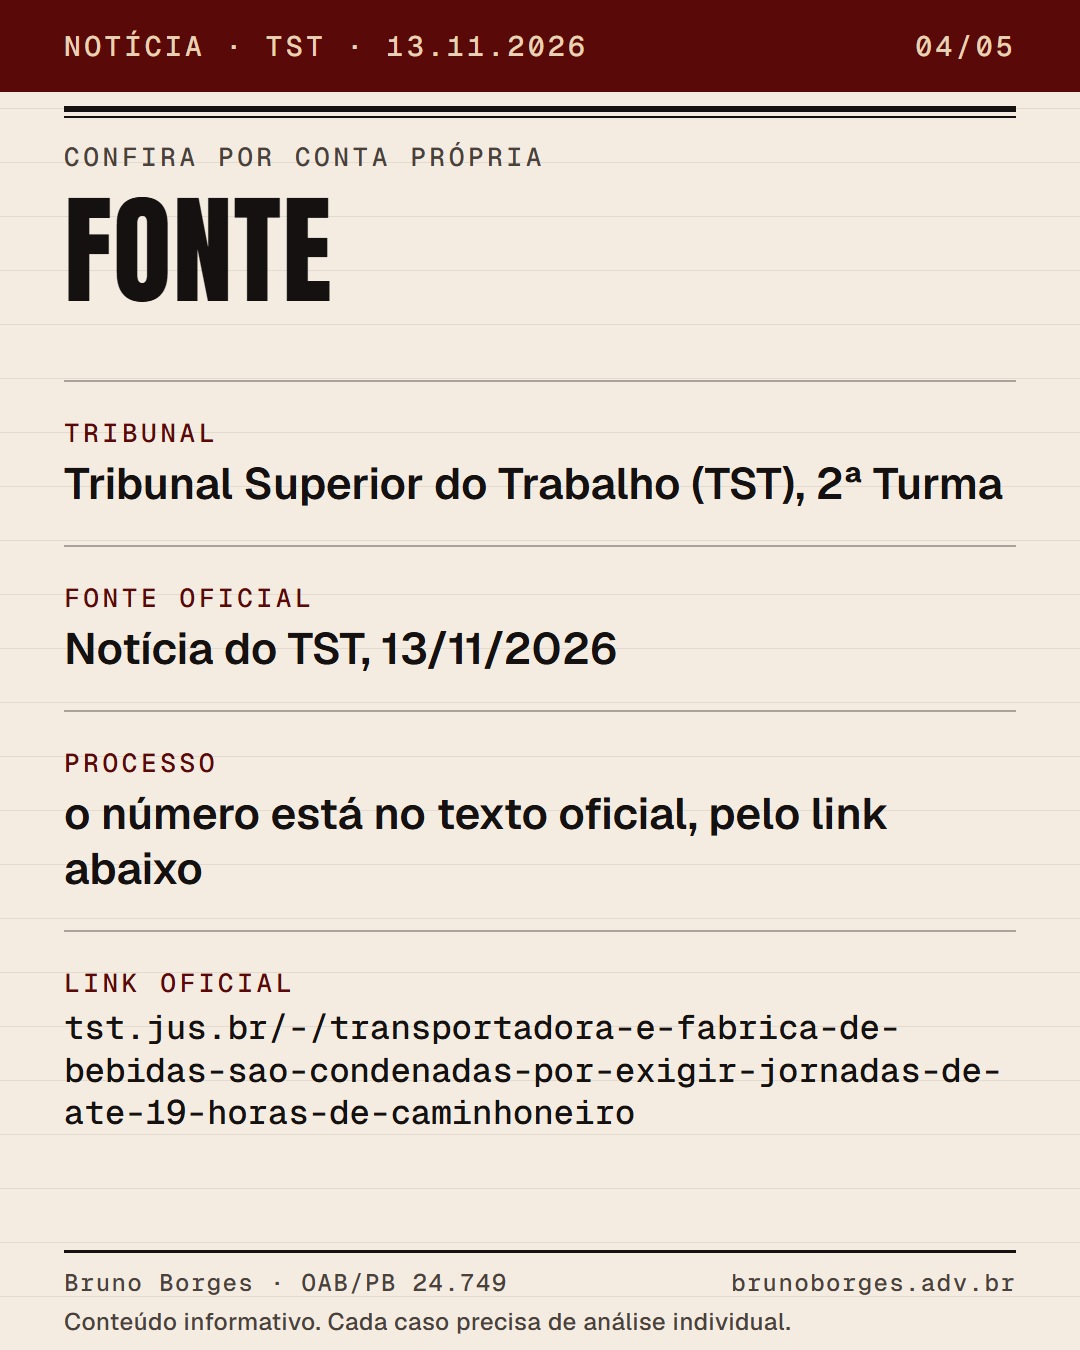 NOTÍCIA · TST · 13.11.2026
04/05
CONFIRA POR CONTA PRÓPRIA
FONTE
TRIBUNAL
Tribunal Superior do Trabalho (TST), 2ª Turma
FONTE OFICIAL
Notícia do TST, 13/11/2026
PROCESSO
o número está no texto oficial, pelo link
abaixo
LINK OFICIAL
tst.jus.br/-/transportadora-e-fabrica-de-
bebidas-sao-condenadas-por-exigir-jornadas-de-
ate-19-horas-de-caminhoneiro
Bruno Borges · OAB/PB 24.749
brunoborges.adv.br
Conteúdo informativo. Cada caso precisa de análise individual.